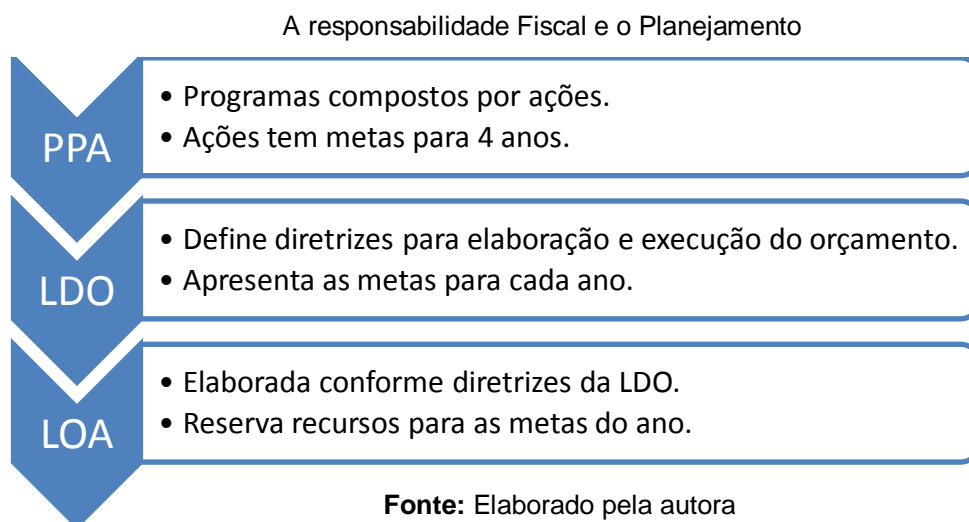 A responsabilidade Fiscal e o Planejamento
PPA
• Programas compostos por ações.
• Ações tem metas para 4 anos.
LDO
• Define diretrizes para elaboração e execução do orçamento.
• Apresenta as metas para cada ano.
LOA
• Elaborada conforme diretrizes da LDO.
• Reserva recursos para as metas do ano.
Fonte: Elaborado pela autora